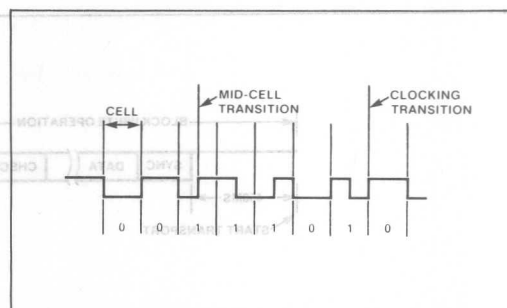 CELL
MID-CELL
TRANSITION
CLOCKING
TRANSITION
0 0 1 1 1 0 1 0